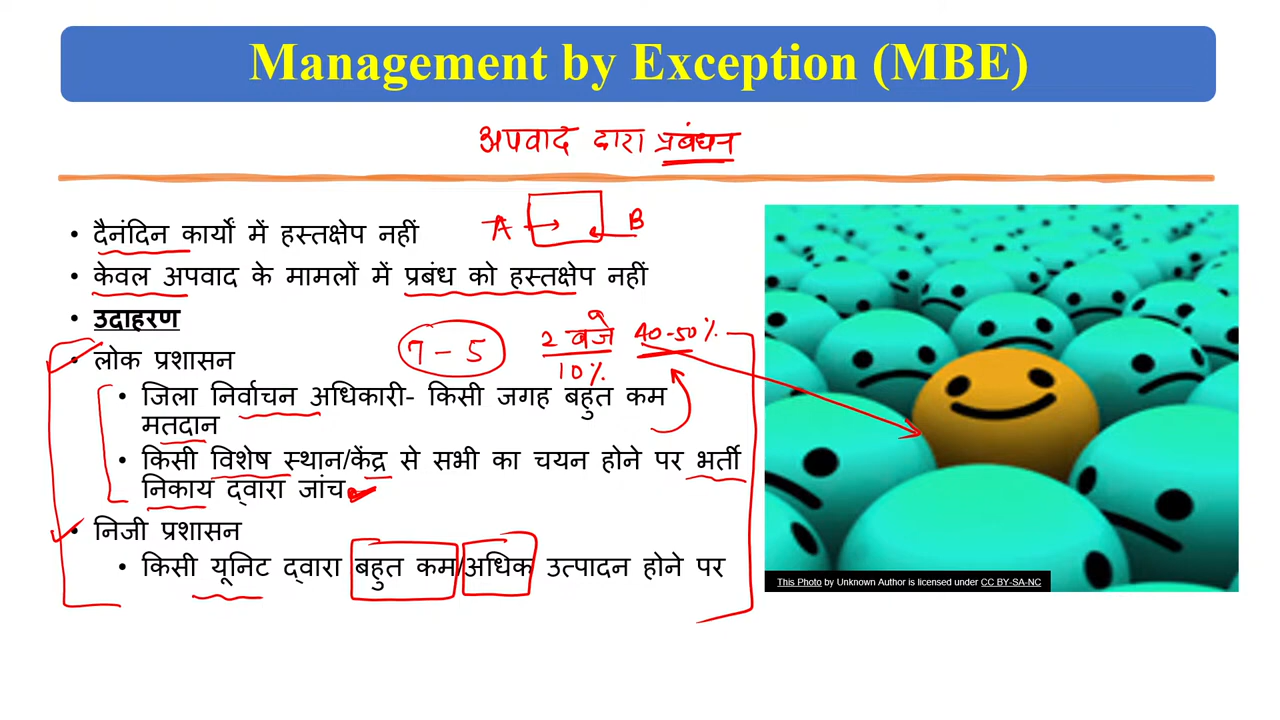 Management by Exception (MBE)
अपवाद द्वारा प्रबंधन
• दैनंदिन कार्यों में हस्तक्षेप नहीं
A B
• केवल अपवाद के मामलों में प्रबंध को हस्तक्षेप नहीं
• उदाहरण
7 - 5
2 बजे 40-50%
10%
• लोक प्रशासन
• जिला निर्वाचन अधिकारी- किसी जगह बहुत कम
मतदान
• किसी विशेष स्थान/केंद्र से सभी का चयन होने पर भर्ती
निकाय द्वारा जांच
• निजी प्रशासन
• किसी यूनिट द्वारा बहुत कम/अधिक उत्पादन होने पर
This Photo by Unknown Author is licensed under CC BY-SA-NC